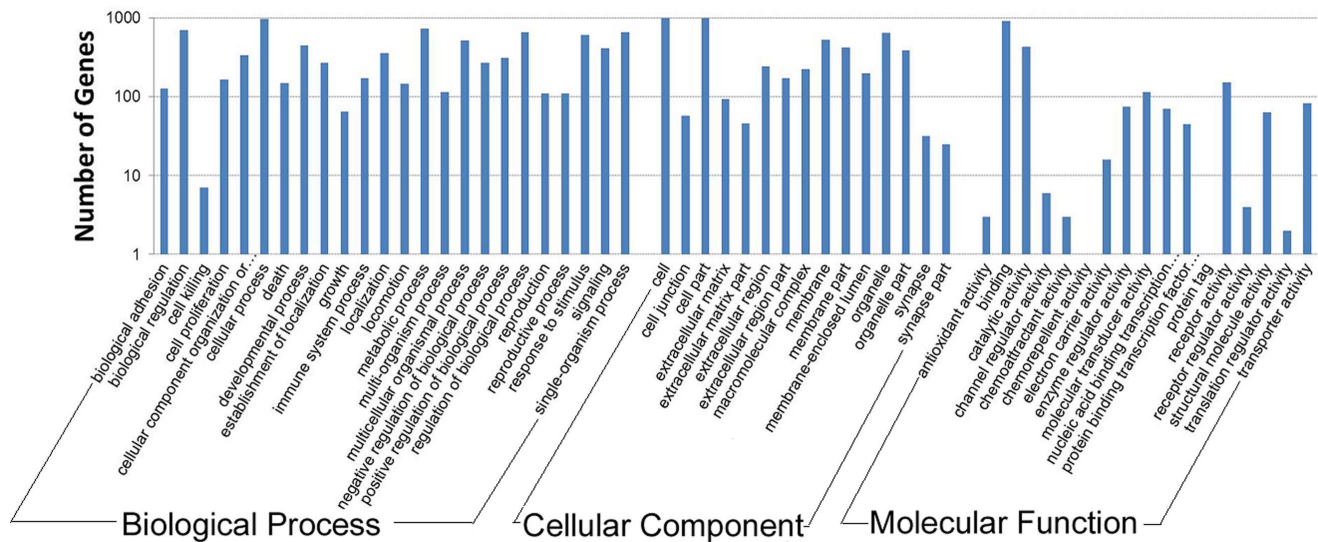 Number of Genes
1000
100
10
1
biological adhesion
biological regulation
cell killing
cell proliferation
cellular component organization or...
cellular process
death
developmental process
establishment of localization
growth
immune system process
localization
locomotion
metabolic process
multi-organism process
multicellular organismal process
negative regulation of biological process
positive regulation of biological process
regulation of biological process
reproduction
reproductive process
response to stimulus
signaling
single-organism process
cell
cell junction
cell part
extracellular matrix
extracellular matrix part
extracellular region
extracellular region part
macromolecular complex
membrane
membrane part
membrane-enclosed lumen
organelle
organelle part
synapse
synapse part
antioxidant activity
binding
catalytic activity
channel regulator activity
chemoattractant activity
chemorepellent activity
electron carrier activity
enzyme regulator activity
molecular transducer activity
nucleic acid binding transcription...
protein binding transcription factor...
protein tag
receptor activity
receptor regulator activity
structural molecule activity
translation regulator activity
transporter activity
Biological Process
Cellular Component
Molecular Function